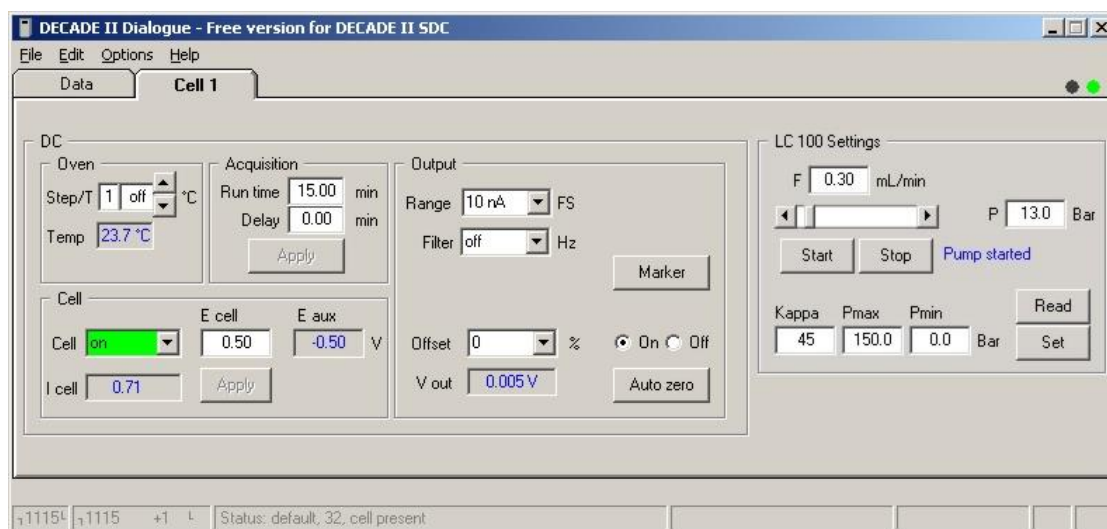 DECADE II Dialogue - Free version for DECADE II SDC
File Edit Options Help
Data Cell 1
DC
Oven
Step/T 1 off °C
Temp 23.7 °C
Acquisition
Run time 15.00 min
Delay 0.00 min
Apply
Cell
E cell E aux
Cell on 0.50 -0.50 V
I cell 0.71 Apply
Output
Range 10 nA FS
Filter off Hz
Marker
Offset 0 % On Off
V out 0.005 V Auto zero
LC 100 Settings
F 0.30 mL/min
P 13.0 Bar
Start Stop Pump started
Kappa Pmax Pmin Read
45 150.0 0.0 Bar Set
┐1115└ ┐1115 +1 └ Status: default, 32, cell present